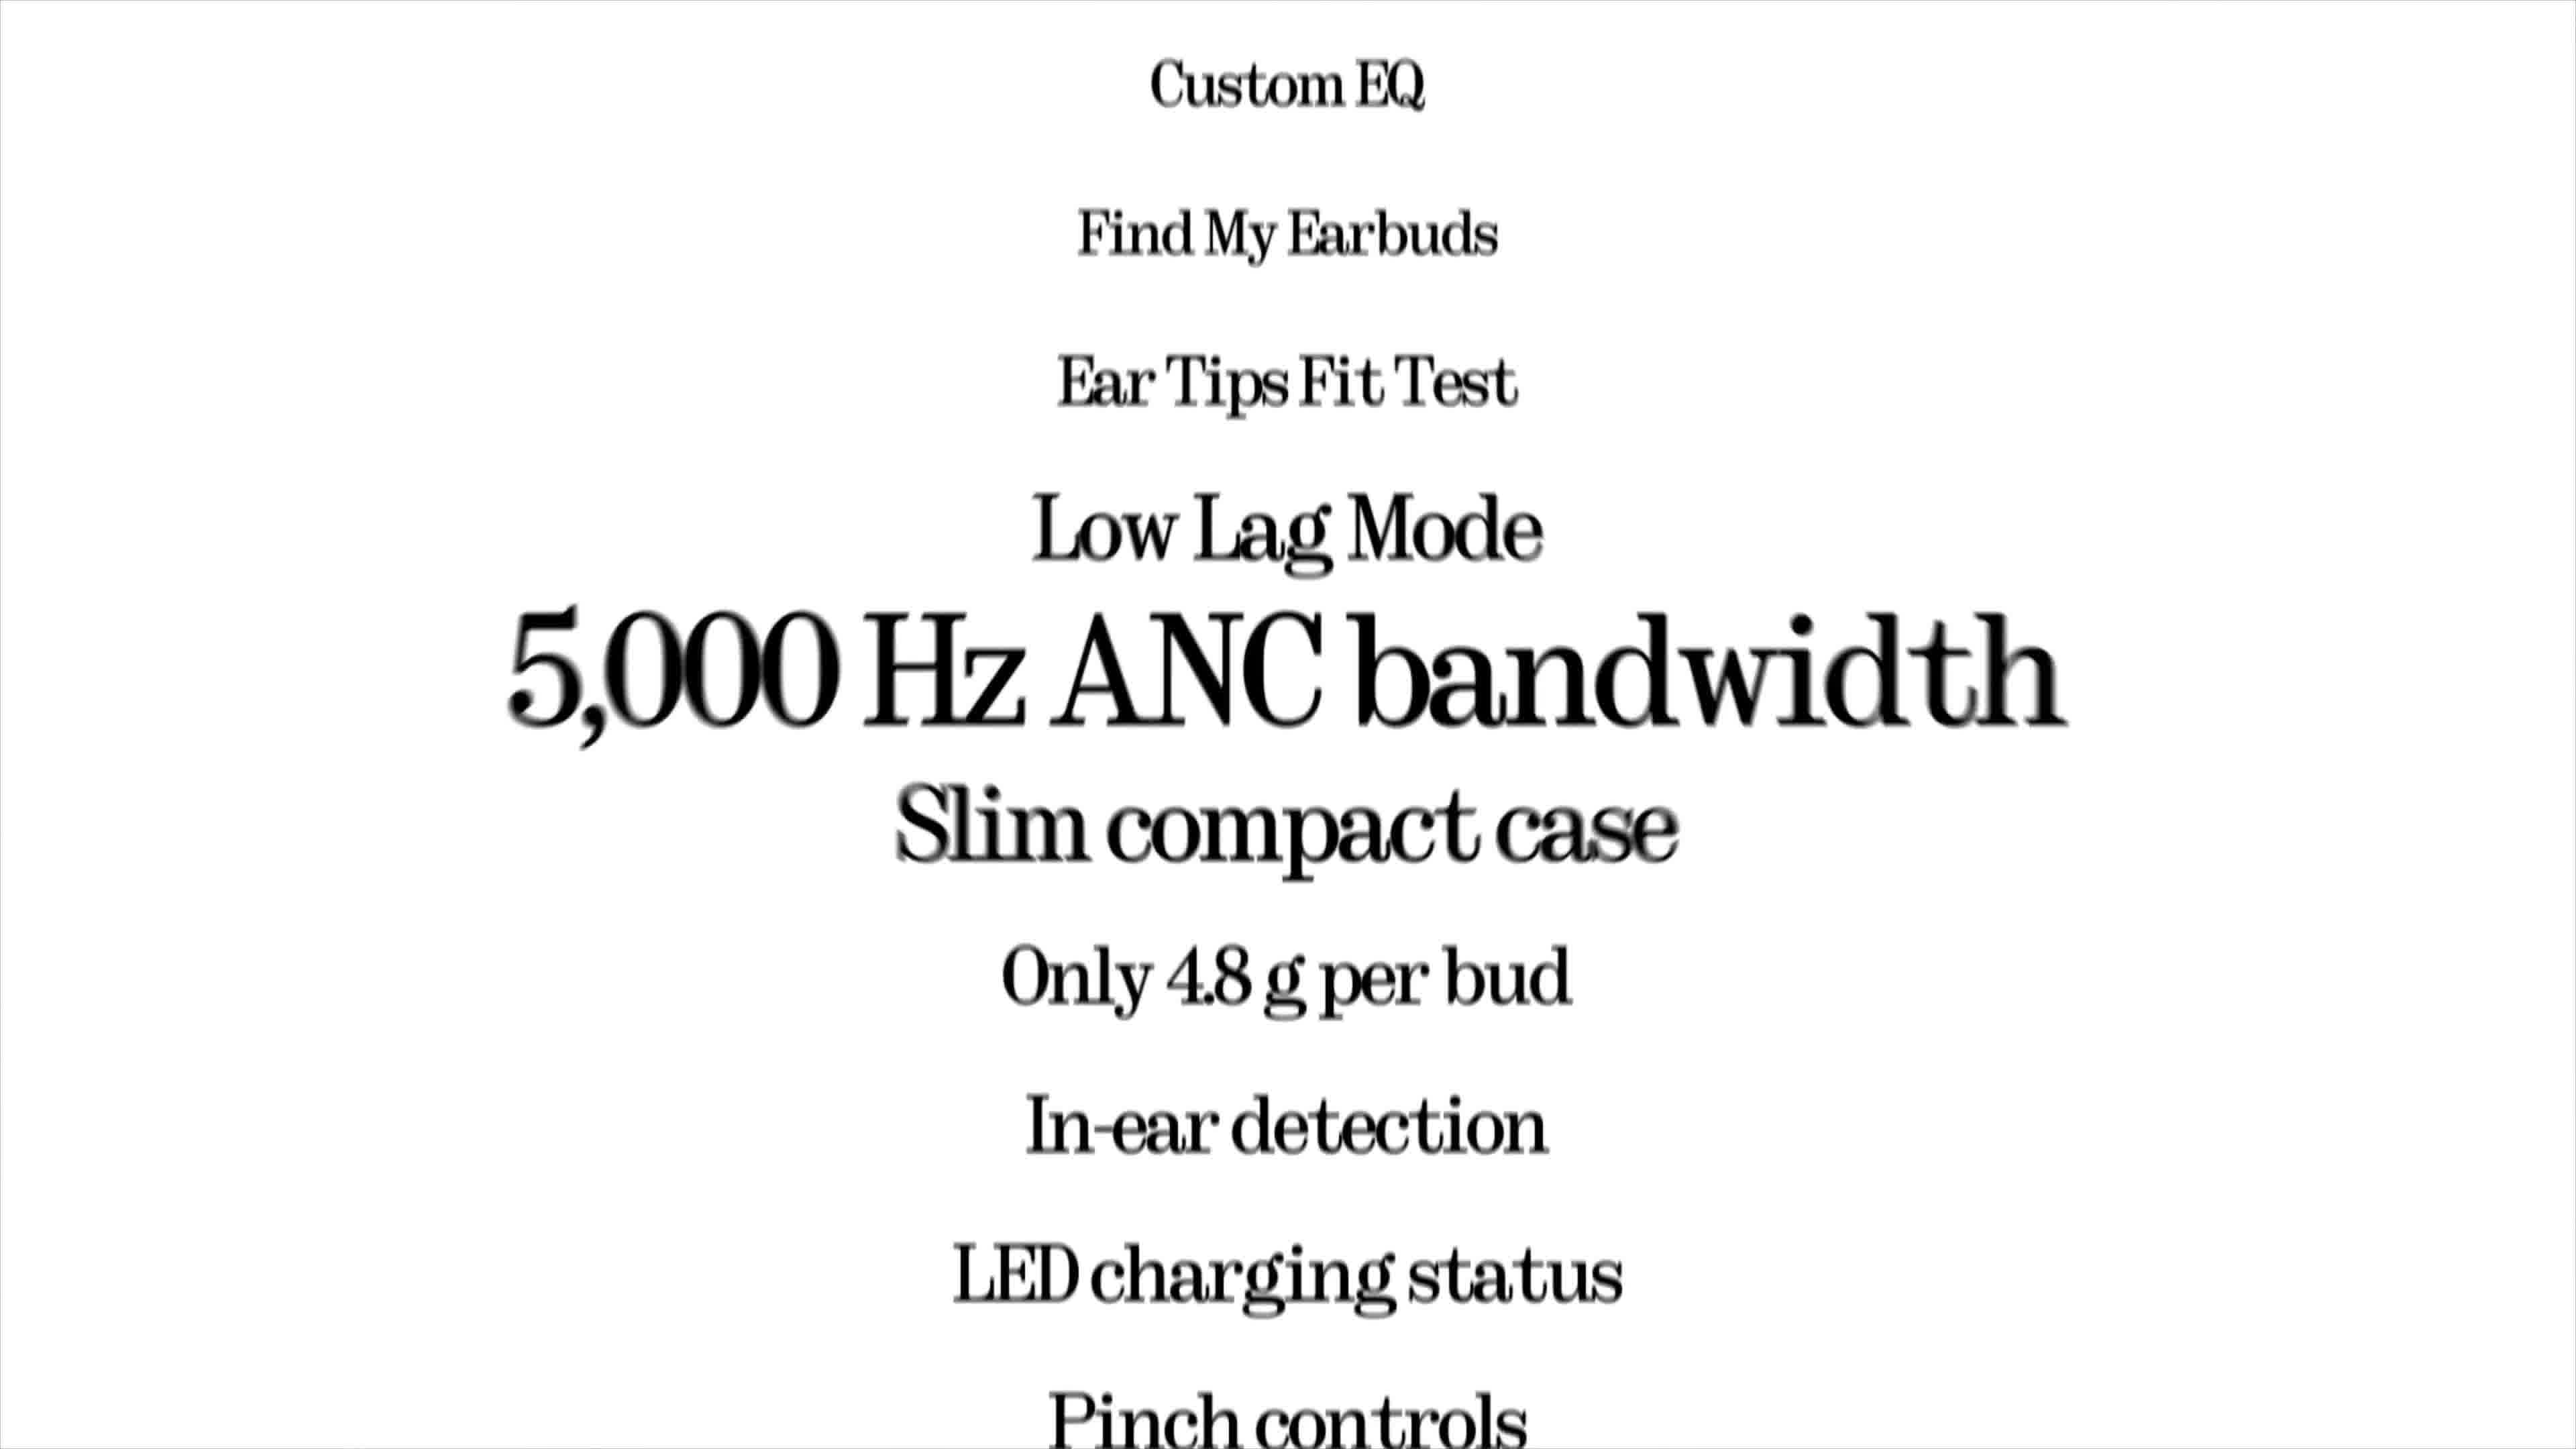 Custom EQ
Find My Earbuds
Ear Tips Fit Test
Low Lag Mode
5,000 Hz ANC bandwidth
Slim compact case
Only 4.8 g per bud
In-ear detection
LED charging status
Pinch controls